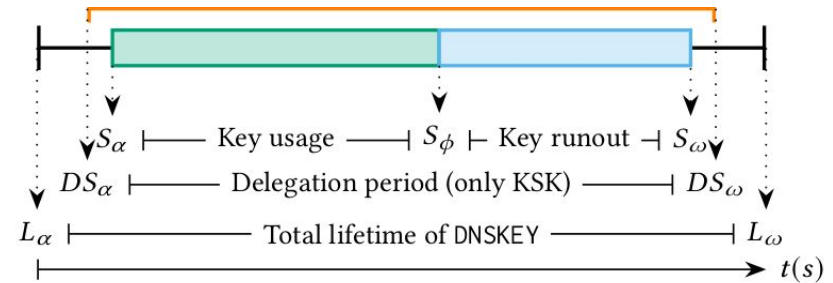 Sα Key usage Sϕ Key runout Sω
DSα Delegation period (only KSK) DSω
Lα Total lifetime of DNSKEY Lω
t(s)